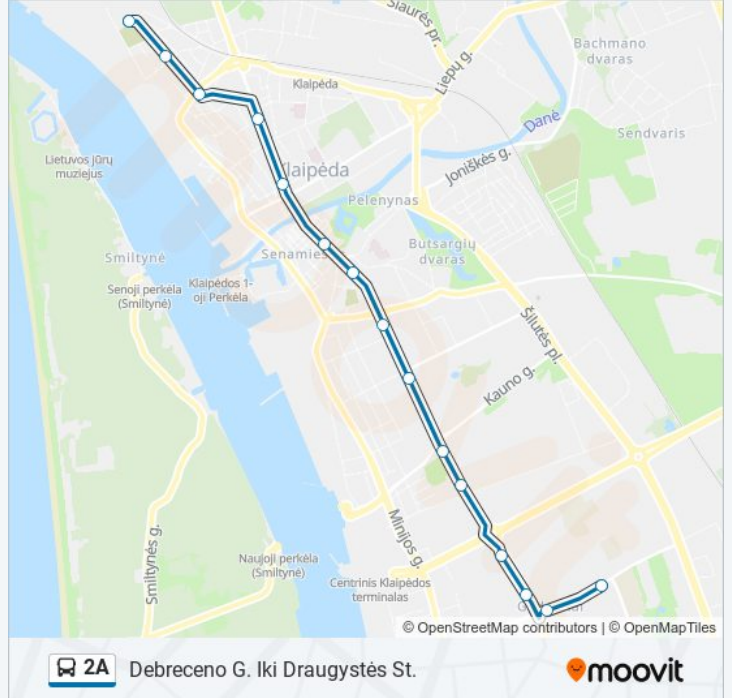 Šiaurės pr.
Liepų g.
Bachmano
dvaras
Klaipėda
Danė
Sendvaris
Lietuvos jūrų
muziejus
Joniškės g.
Klaipėda
Pelenynas
Smiltynė
Senamies
Butsargių
dvaras
Senoji perkėla
(Smiltynė)
Klaipėdos 1-
oji Perkėla
Šilutės pl.
Kauno g.
Minijos g.
Smiltynės g.
Naujoji perkėla
(Smiltynė)
Centrinis Klaipėdos
terminalas
© OpenStreetMap contributors | © OpenMapTiles
2A Debreceno G. Iki Draugystės St.
moovit